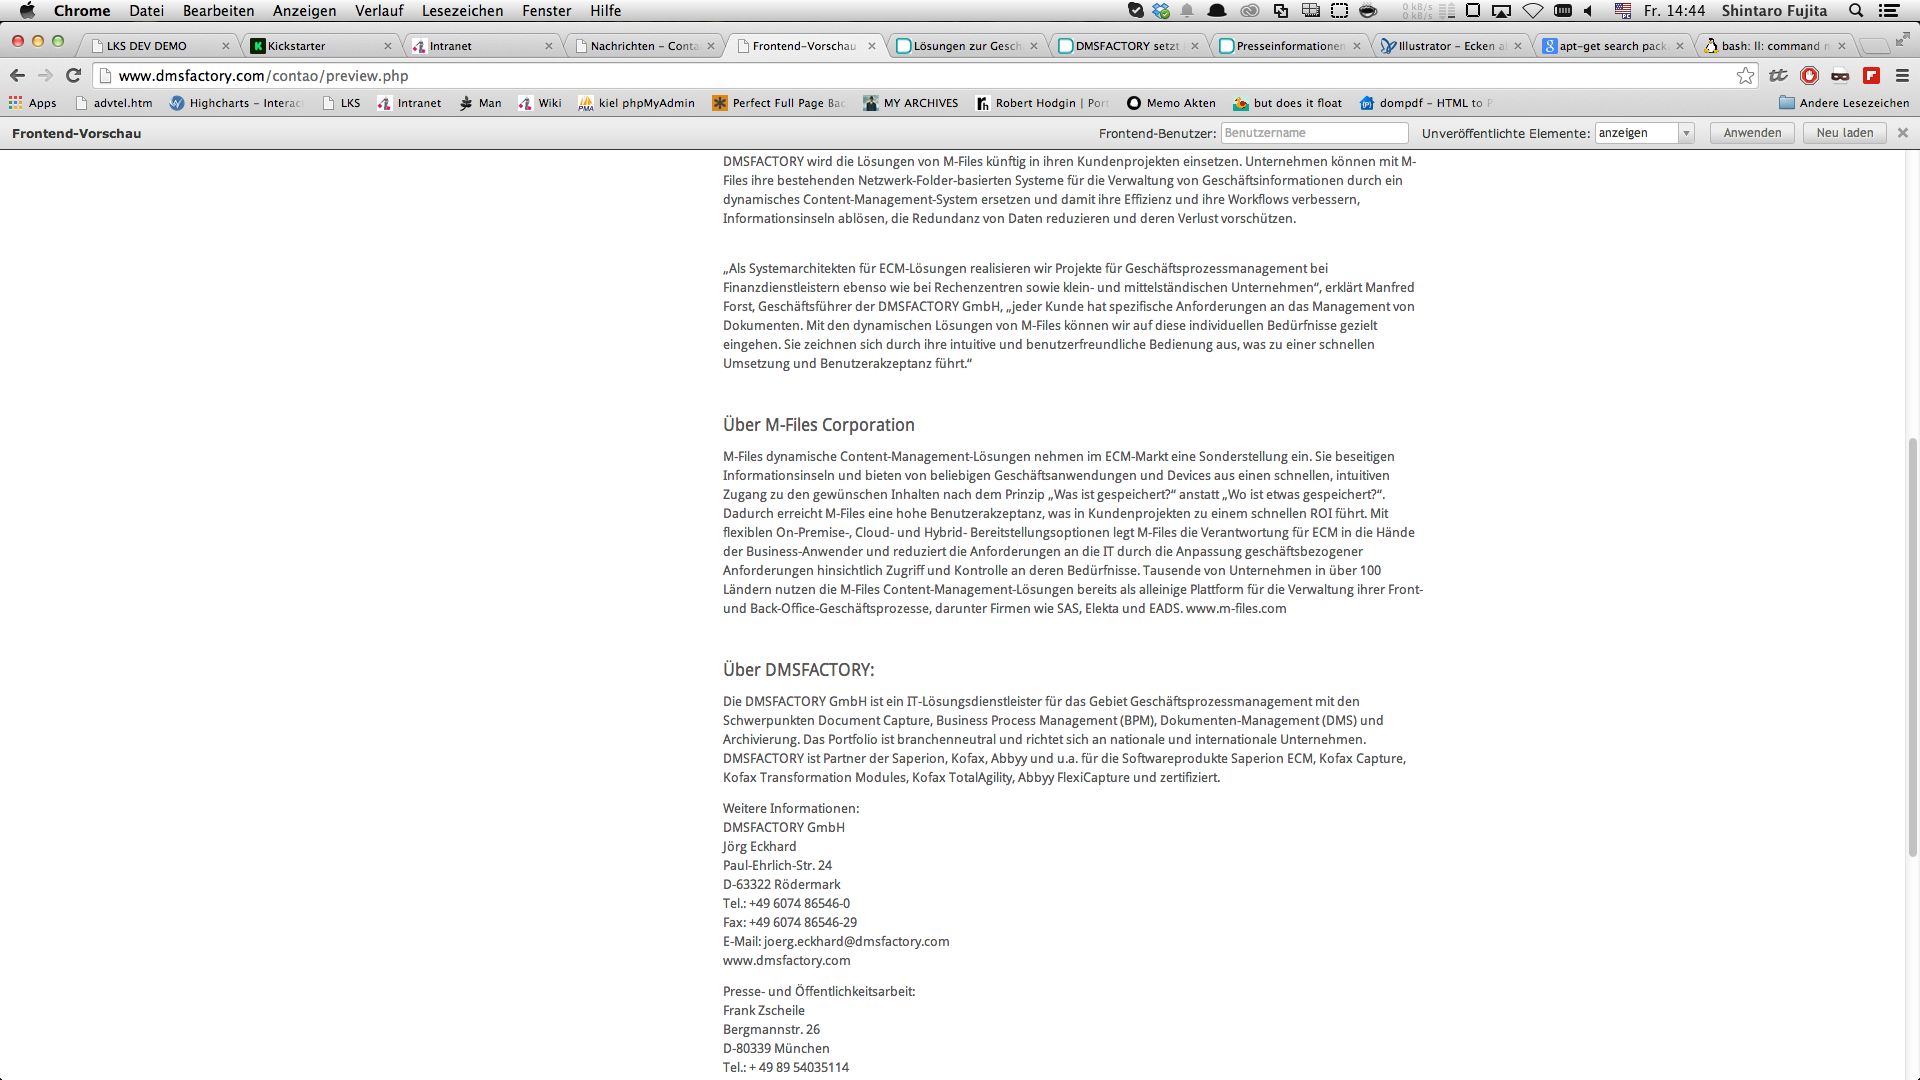 Chrome Datei Bearbeiten Anzeigen Verlauf Lesezeichen Fenster Hilfe 0 kB/s 0 kB/s Fr. 14:44 Shintaro Fujita
LKS DEV DEMO Kickstarter Intranet Nachrichten – Conta Frontend-Vorschau Lösungen zur Gesch DMSFACTORY setzt Presseinformationen Illustrator – Ecken a apt-get search pack bash: ll: command n
www.dmsfactory.com/contao/preview.php
Apps advtel.htm Highcharts – Interac LKS Intranet Man Wiki kiel phpMyAdmin Perfect Full Page Bac MY ARCHIVES Robert Hodgin | Port Memo Akten but does it float dompdf – HTML to P Andere Lesezeichen
Frontend-Vorschau Frontend-Benutzer: Benutzername Unveröffentlichte Elemente: anzeigen Anwenden Neu laden
DMSFACTORY wird die Lösungen von M-Files künftig in ihren Kundenprojekten einsetzen. Unternehmen können mit M-
Files ihre bestehenden Netzwerk-Folder-basierten Systeme für die Verwaltung von Geschäftsinformationen durch ein
dynamisches Content-Management-System ersetzen und damit ihre Effizienz und ihre Workflows verbessern,
Informationsinseln ablösen, die Redundanz von Daten reduzieren und deren Verlust vorschützen.
„Als Systemarchitekten für ECM-Lösungen realisieren wir Projekte für Geschäftsprozessmanagement bei
Finanzdienstleistern ebenso wie bei Rechenzentren sowie klein- und mittelständischen Unternehmen“, erklärt Manfred
Forst, Geschäftsführer der DMSFACTORY GmbH, „jeder Kunde hat spezifische Anforderungen an das Management von
Dokumenten. Mit den dynamischen Lösungen von M-Files können wir auf diese individuellen Bedürfnisse gezielt
eingehen. Sie zeichnen sich durch ihre intuitive und benutzerfreundliche Bedienung aus, was zu einer schnellen
Umsetzung und Benutzerakzeptanz führt.“
Über M-Files Corporation
M-Files dynamische Content-Management-Lösungen nehmen im ECM-Markt eine Sonderstellung ein. Sie beseitigen
Informationsinseln und bieten von beliebigen Geschäftsanwendungen und Devices aus einen schnellen, intuitiven
Zugang zu den gewünschen Inhalten nach dem Prinzip „Was ist gespeichert?“ anstatt „Wo ist etwas gespeichert?“.
Dadurch erreicht M-Files eine hohe Benutzerakzeptanz, was in Kundenprojekten zu einem schnellen ROI führt. Mit
flexiblen On-Premise-, Cloud- und Hybrid- Bereitstellungsoptionen legt M-Files die Verantwortung für ECM in die Hände
der Business-Anwender und reduziert die Anforderungen an die IT durch die Anpassung geschäftsbezogener
Anforderungen hinsichtlich Zugriff und Kontrolle an deren Bedürfnisse. Tausende von Unternehmen in über 100
Ländern nutzen die M-Files Content-Management-Lösungen bereits als alleinige Plattform für die Verwaltung ihrer Front-
und Back-Office-Geschäftsprozesse, darunter Firmen wie SAS, Elekta und EADS. www.m-files.com
Über DMSFACTORY:
Die DMSFACTORY GmbH ist ein IT-Lösungsdienstleister für das Gebiet Geschäftsprozessmanagement mit den
Schwerpunkten Document Capture, Business Process Management (BPM), Dokumenten-Management (DMS) und
Archivierung. Das Portfolio ist branchenneutral und richtet sich an nationale und internationale Unternehmen.
DMSFACTORY ist Partner der Saperion, Kofax, Abbyy und u.a. für die Softwareprodukte Saperion ECM, Kofax Capture,
Kofax Transformation Modules, Kofax TotalAgility, Abbyy FlexiCapture und zertifiziert.
Weitere Informationen:
DMSFACTORY GmbH
Jörg Eckhard
Paul-Ehrlich-Str. 24
D-63322 Rödermark
Tel.: +49 6074 86546-0
Fax: +49 6074 86546-29
E-Mail: joerg.eckhard@dmsfactory.com
www.dmsfactory.com
Presse- und Öffentlichkeitsarbeit:
Frank Zscheile
Bergmannstr. 26
D-80339 München
Tel.: + 49 89 54035114